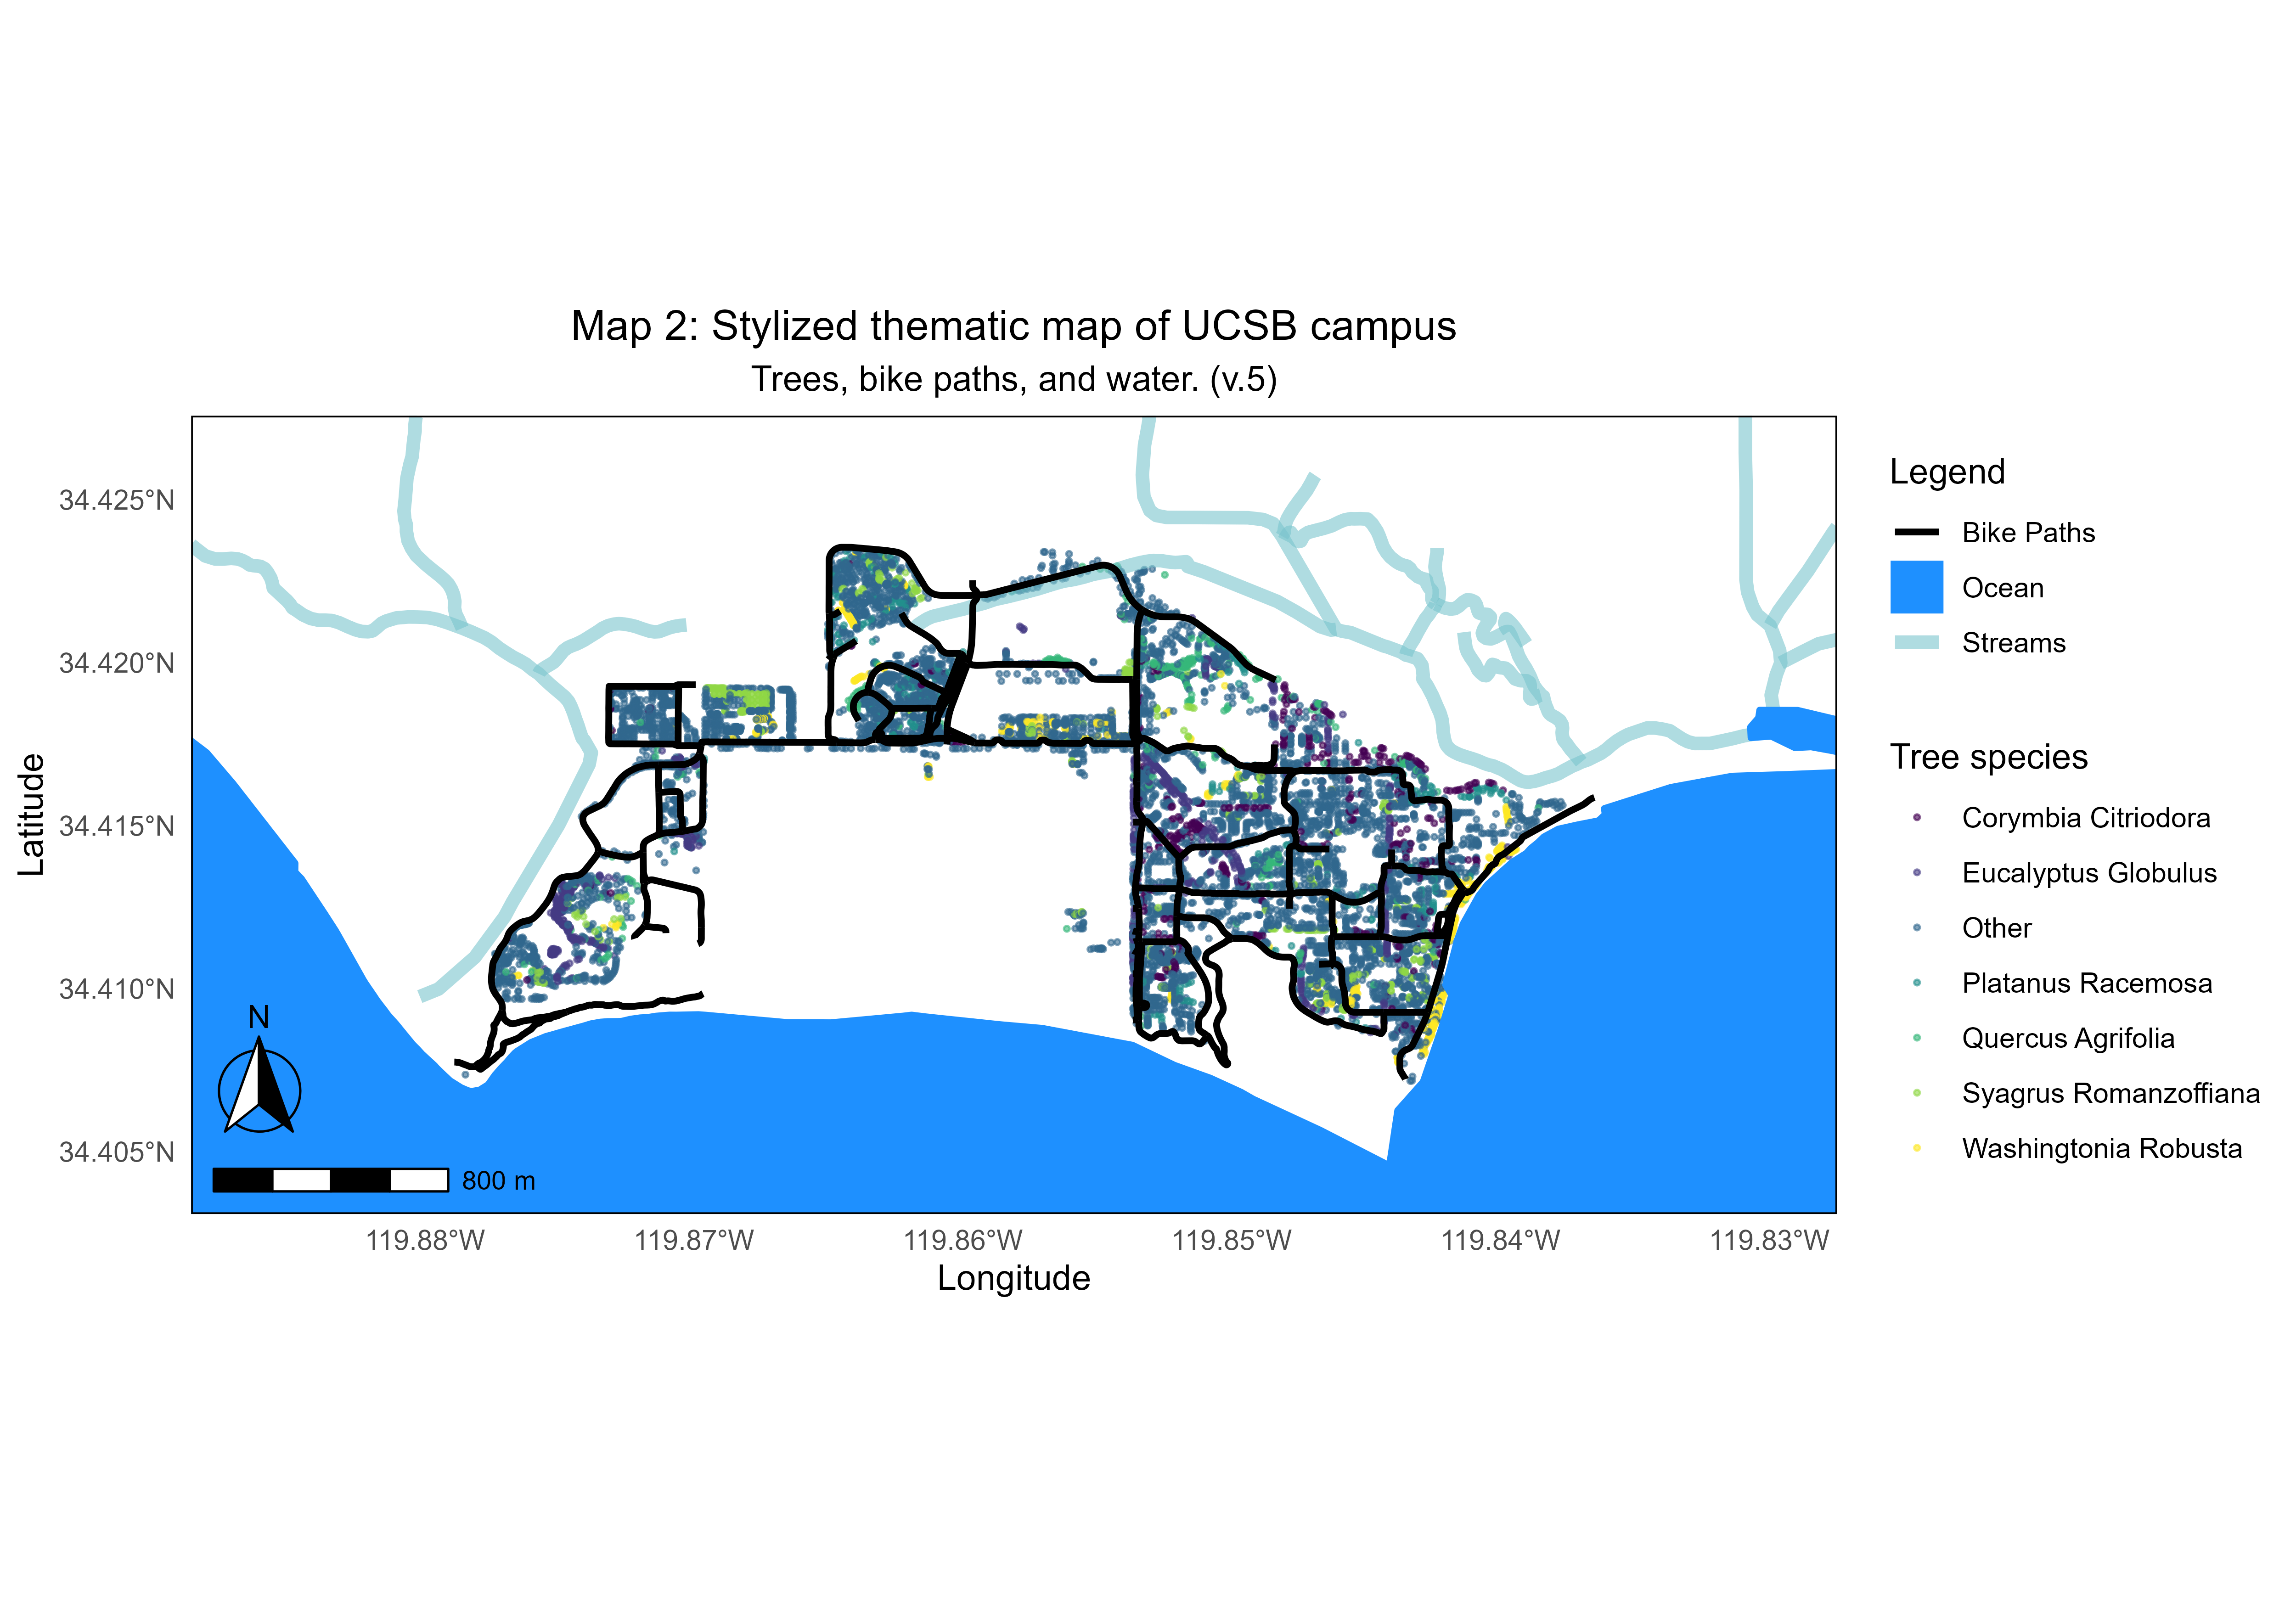 Map 2: Stylized thematic map of UCSB campus
Trees, bike paths, and water. (v.5)
Latitude
34.425°N
34.420°N
34.415°N
34.410°N
34.405°N
N
800 m
119.88°W
119.87°W
119.86°W
119.85°W
119.84°W
119.83°W
Longitude
Legend
Bike Paths
Ocean
Streams
Tree species
Corymbia Citriodora
Eucalyptus Globulus
Other
Platanus Racemosa
Quercus Agrifolia
Syagrus Romanzoffiana
Washingtonia Robusta